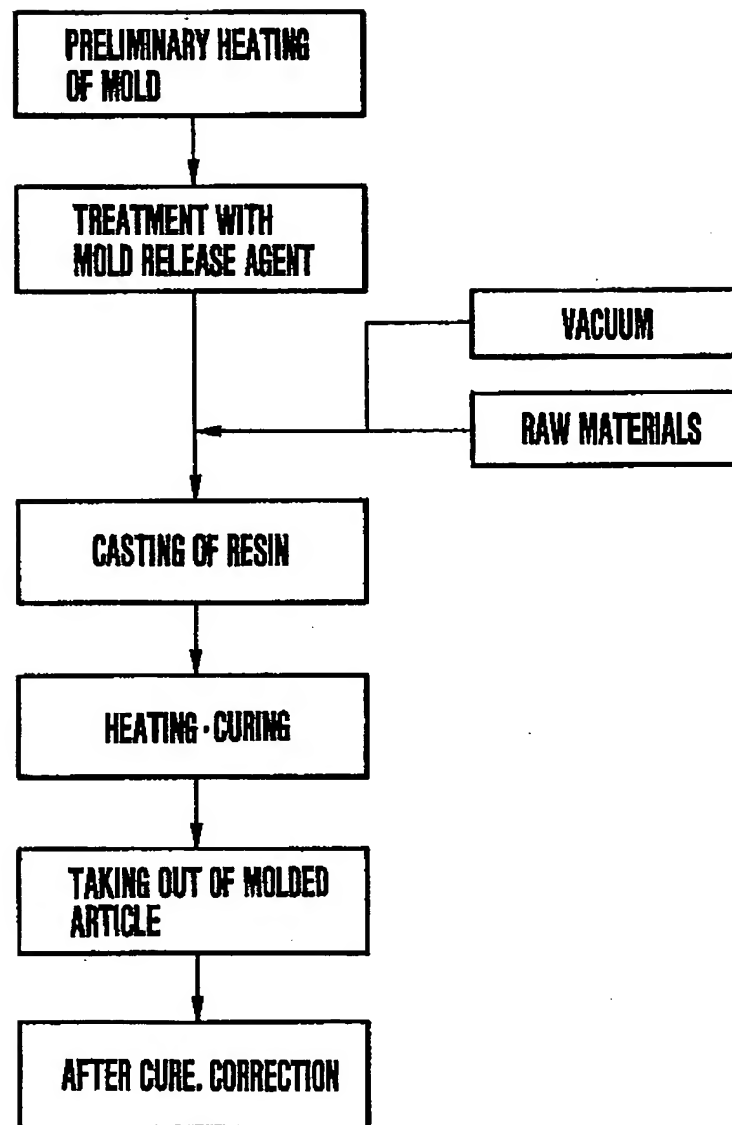 PRELIMINARY HEATING
OF MOLD
TREATMENT WITH
MOLD RELEASE AGENT
VACUUM
RAW MATERIALS
CASTING OF RESIN
HEATING·CURING
TAKING OUT OF MOLDED
ARTICLE
AFTER CURE. CORRECTION